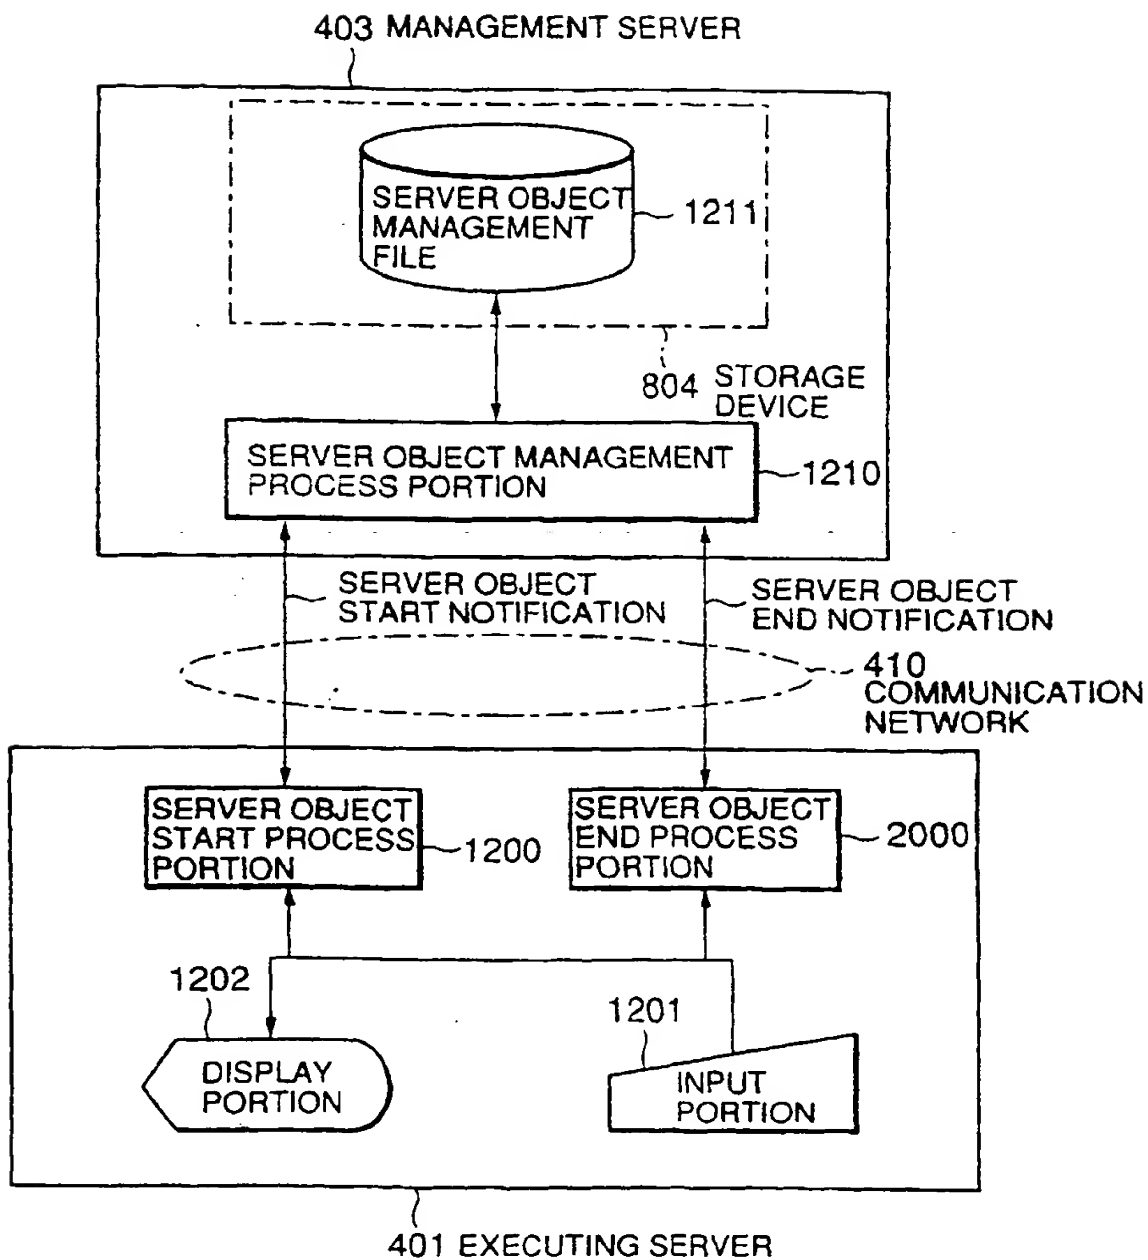 403 MANAGEMENT SERVER
SERVER OBJECT
MANAGEMENT
FILE
1211
804 STORAGE
DEVICE
SERVER OBJECT MANAGEMENT
PROCESS PORTION
1210
SERVER OBJECT
START NOTIFICATION
SERVER OBJECT
END NOTIFICATION
410
COMMUNICATION
NETWORK
SERVER OBJECT
START PROCESS
PORTION
1200
SERVER OBJECT
END PROCESS
PORTION
2000
1202
DISPLAY
PORTION
1201
INPUT
PORTION
401 EXECUTING SERVER